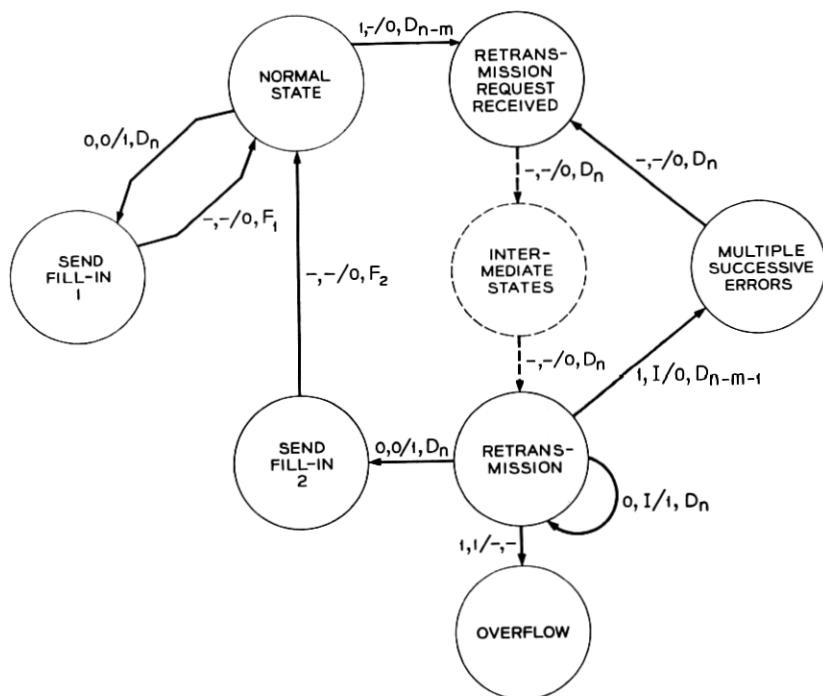 1,-/0, Dn-m
NORMAL
STATE
RETRANS-
MISSION
REQUEST
RECEIVED
0,0/1, Dn
-,-/0, F1
-,-/0, Dn
-,-/0, Dn
SEND
FILL-IN
1
-,-/0, F2
INTER-
MEDIATE
STATES
MULTIPLE
SUCCESSIVE
ERRORS
-,-/0, Dn
1, I/0, Dn-m-1
SEND
FILL-IN
2
0,0/1, Dn
RETRANS-
MISSION
0, I/1, Dn
1,1/-,-
OVERFLOW